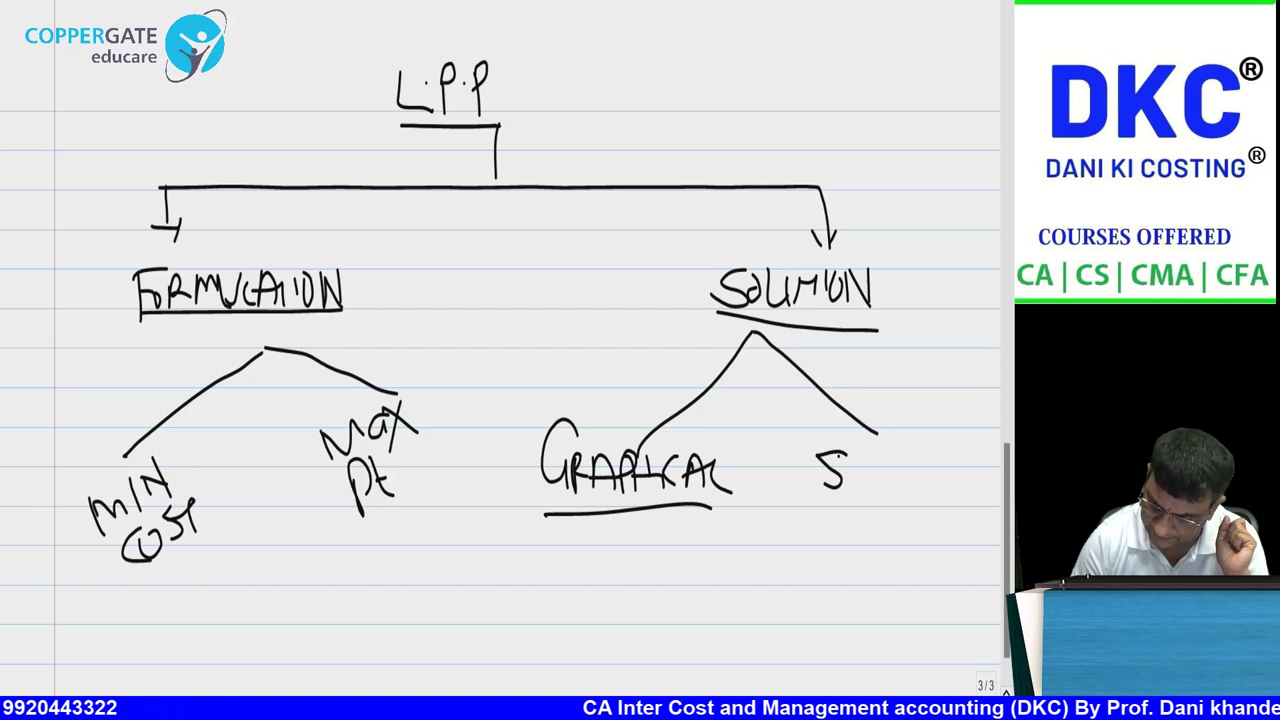 COPPERGATE
educare
L.P.P
FORMULATION
SOLUTION
MIN
COST
Max
Pt
GRAPHICAL
S
3/3
DKC®
DANI KI COSTING®
COURSES OFFERED
CA | CS | CMA | CFA
9920443322
CA Inter Cost and Management accounting (DKC) By Prof. Dani khande